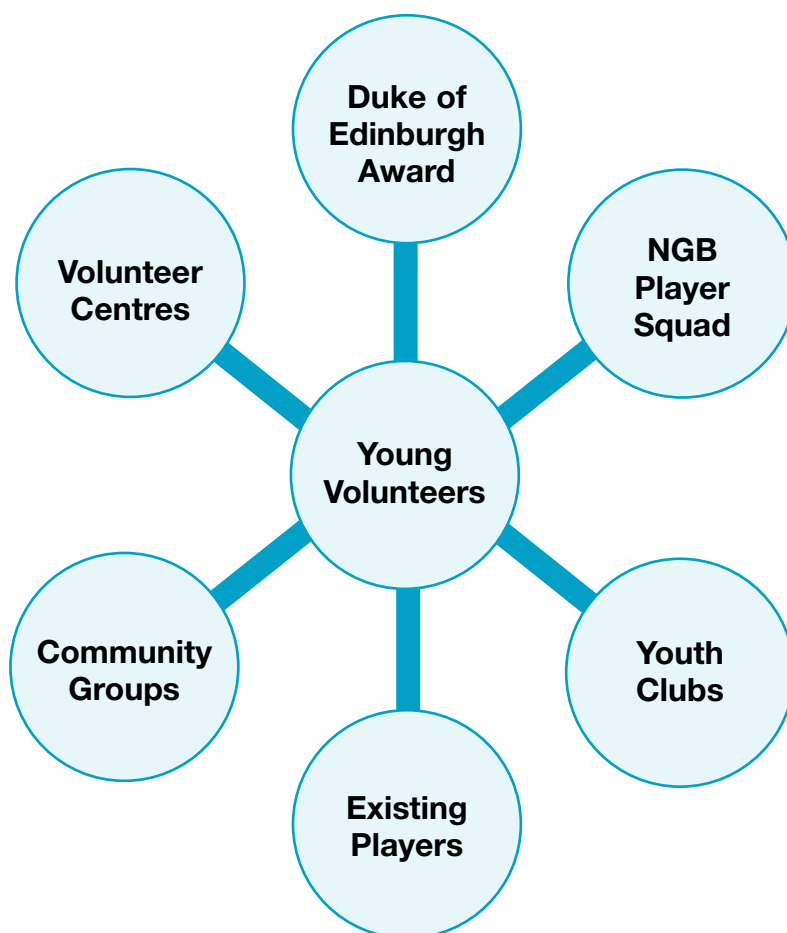 Duke of
Edinburgh
Award
NGB
Player
Squad
Volunteer
Centres
Young
Volunteers
Community
Groups
Youth
Clubs
Existing
Players